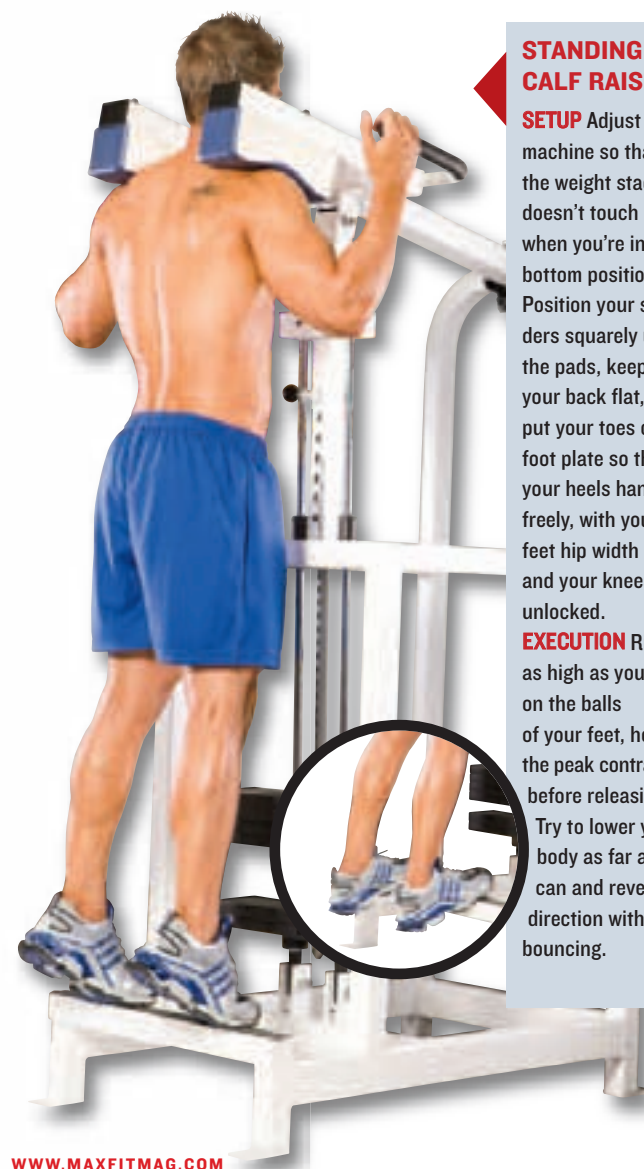 STANDING
CALF RAIS
SETUP Adjust
machine so tha
the weight stac
doesn't touch
when you're in
bottom positio
Position your s
ders squarely
the pads, keep
your back flat,
put your toes o
foot plate so th
your heels han
freely, with you
feet hip width
and your knee
unlocked.
EXECUTION R
as high as you
on the balls
of your feet, ho
the peak contra
before releasi
Try to lower y
body as far a
can and reve
direction with
bouncing.
WWW.MAXFITMAG.COM